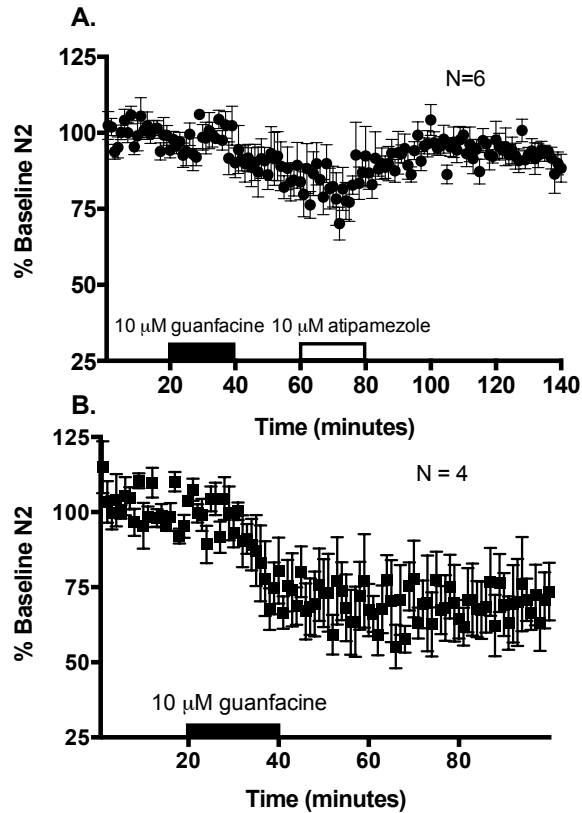 A.
N=6
125
100
75
50
25
% Baseline N2
10 μM guanfacine 10 μM atipamezole
20 40 60 80 100 120 140
Time (minutes)
B.
N = 4
125
100
75
50
25
% Baseline N2
10 μM guanfacine
20 40 60 80
Time (minutes)